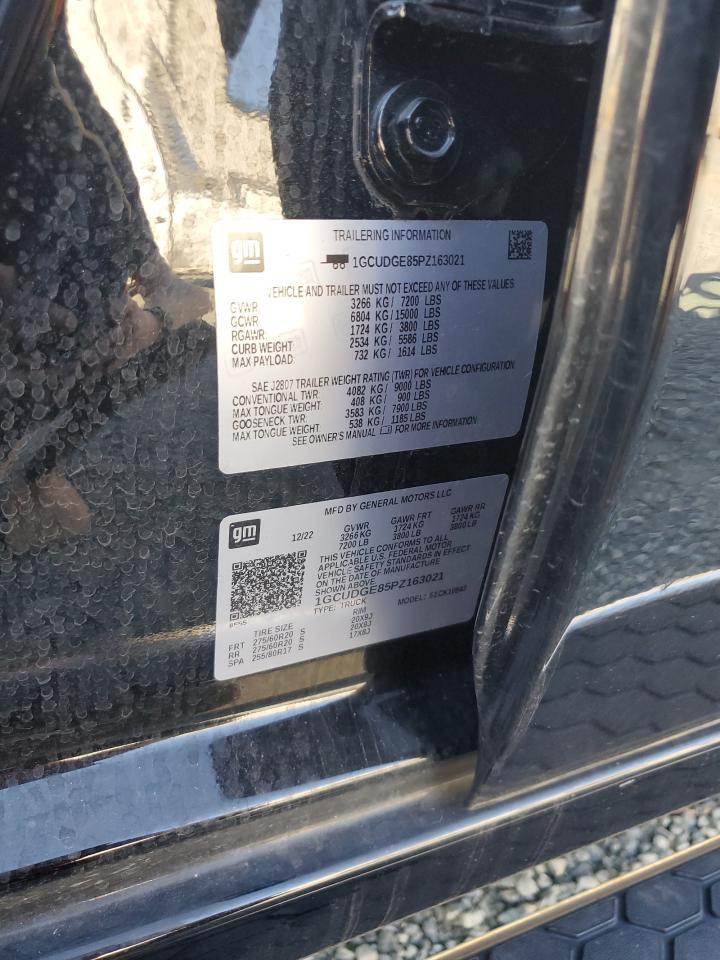 gm
TRAILERING INFORMATION
1GCUDGE85PZ163021
VEHICLE AND TRAILER MUST NOT EXCEED ANY OF THESE VALUES
GVWR: 3266 KG / 7200 LBS
GCWR: 6804 KG / 15000 LBS
RGAWR: 1724 KG / 3800 LBS
CURB WEIGHT: 2534 KG / 5586 LBS
MAX PAYLOAD: 732 KG / 1614 LBS
SAE J2807 TRAILER WEIGHT RATING (TWR) FOR VEHICLE CONFIGURATION
CONVENTIONAL TWR: 4082 KG / 9000 LBS
MAX TONGUE WEIGHT: 408 KG / 900 LBS
GOOSENECK TWR: 3583 KG / 7900 LBS
MAX TONGUE WEIGHT: 538 KG / 1185 LBS
SEE OWNER'S MANUAL FOR MORE INFORMATION
gm
MFD BY GENERAL MOTORS LLC
12/22 GVWR GAWR FRT GAWR RR
3266 KG 1724 KG 1724 KG
7200 LB 3800 LB 3800 LB
THIS VEHICLE CONFORMS TO ALL
APPLICABLE U.S. FEDERAL MOTOR
VEHICLE SAFETY STANDARDS IN EFFECT
ON THE DATE OF MANUFACTURE
SHOWN ABOVE.
1GCUDGE85PZ163021
TYPE: TRUCK MODEL:
TIRE SIZE RIM
FRT 275/60R20 S 20X9J
RR 275/60R20 S 20X9J
SPA 255/80R17 S 17X8J